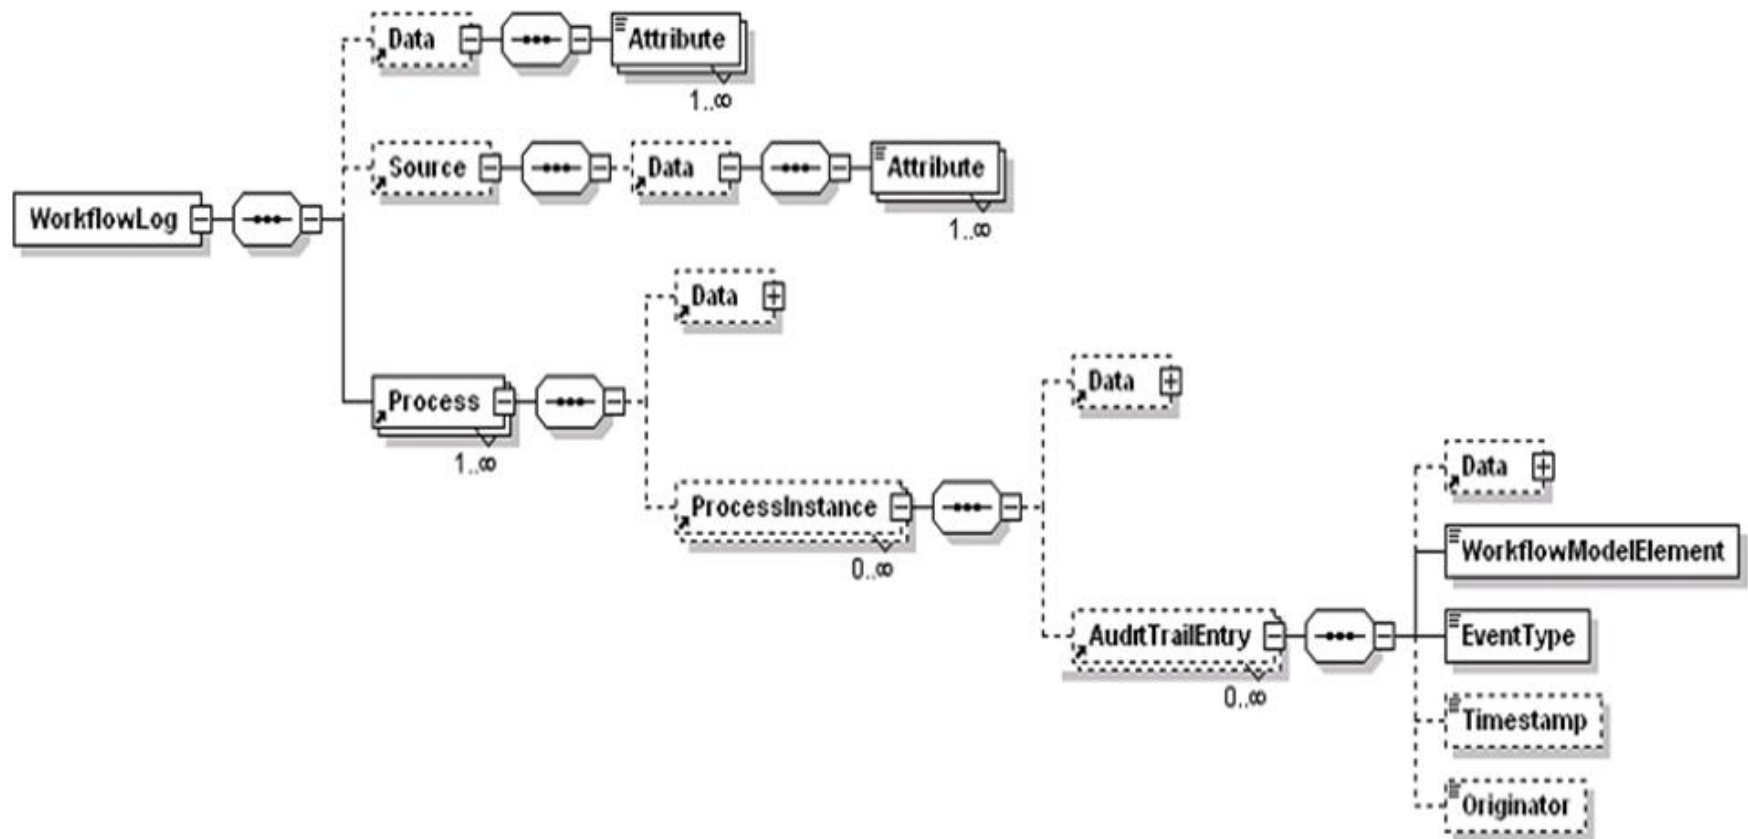 Data
Attribute
1..∞
Source
Data
Attribute
1..∞
WorkflowLog
Data
Process
1..∞
Data
ProcessInstance
0..∞
Data
WorkflowModelElement
AuditTrailEntry
0..∞
EventType
Timestamp
Originator